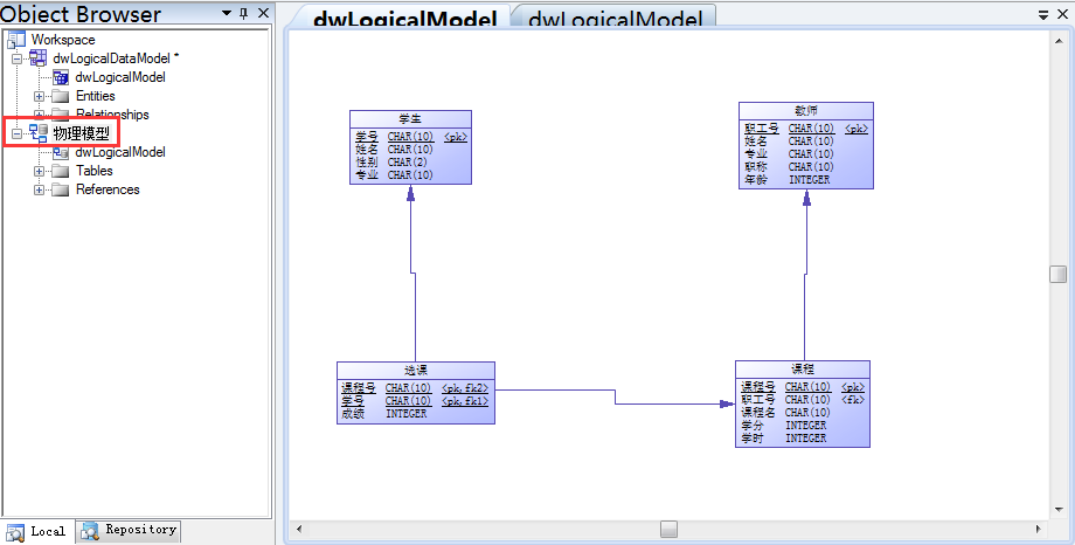 Object Browser
Workspace
dwLogicalDataModel *
dwLogicalModel
Entities
Relationships
物理模型
dwLogicalModel
Tables
References
Local
Repository
dwLogicalModel
dwLogicalModel
学生
学号 CHAR(10) <pk>
姓名 CHAR(10)
性别 CHAR(2)
专业 CHAR(10)
教师
职工号 CHAR(10) <pk>
姓名 CHAR(10)
专业 CHAR(10)
职称 CHAR(10)
年龄 INTEGER
选课
课程号 CHAR(10) <pk,fk2>
学号 CHAR(10) <pk,fk1>
成绩 INTEGER
课程
课程号 CHAR(10) <pk>
职工号 CHAR(10) <fk>
课程名 CHAR(10)
学分 INTEGER
学时 INTEGER